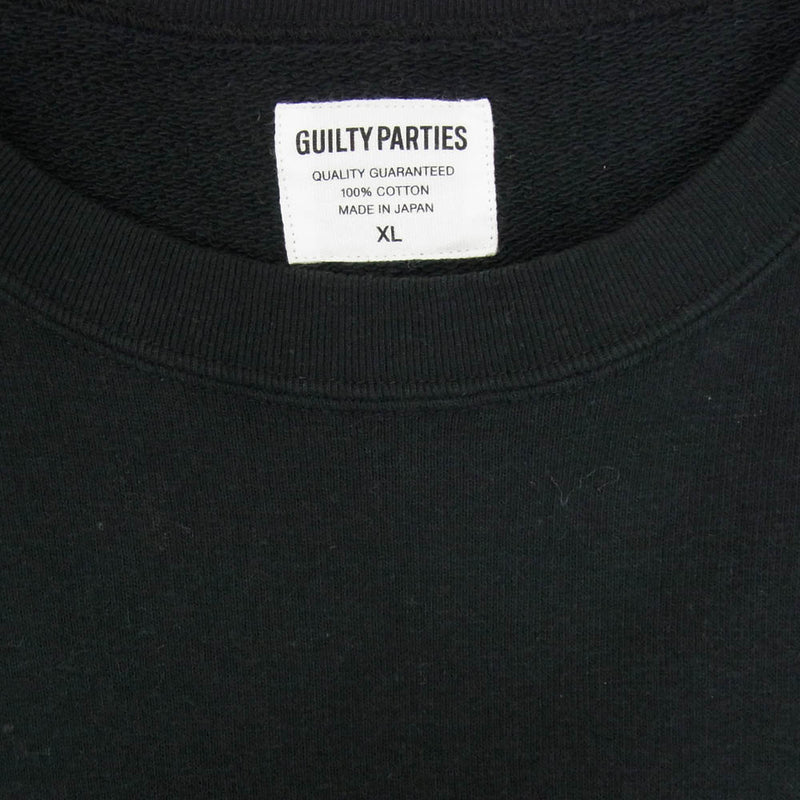 GUILTY PARTIES
QUALITY GUARANTEED
100% COTTON
MADE IN JAPAN
XL